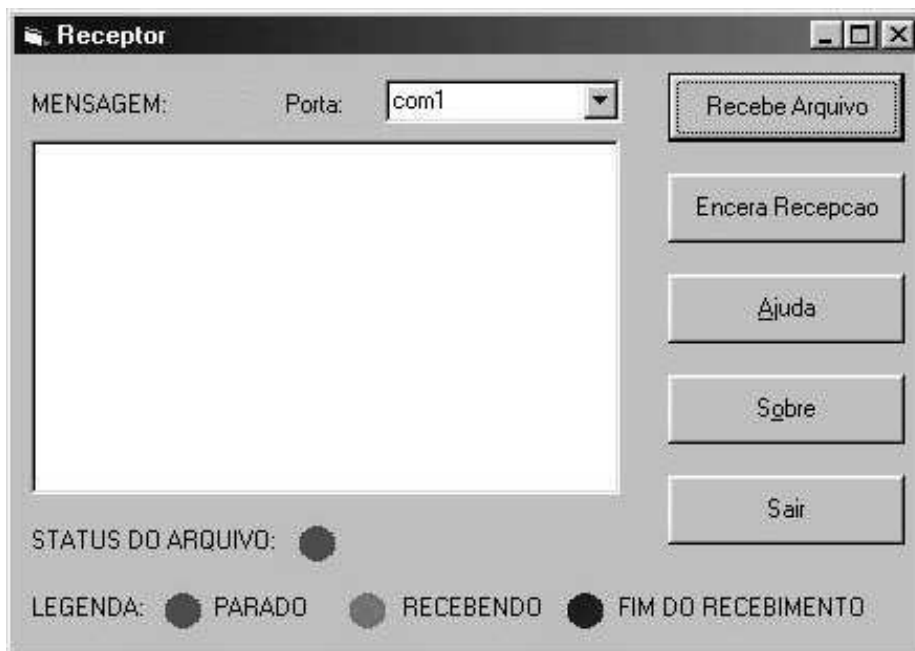 Receptor
MENSAGEM: Porta: com1
Recebe Arquivo
Encera Recepcao
Ajuda
Sobre
Sair
STATUS DO ARQUIVO:
LEGENDA: PARADO RECEBENDO FIM DO RECEBIMENTO